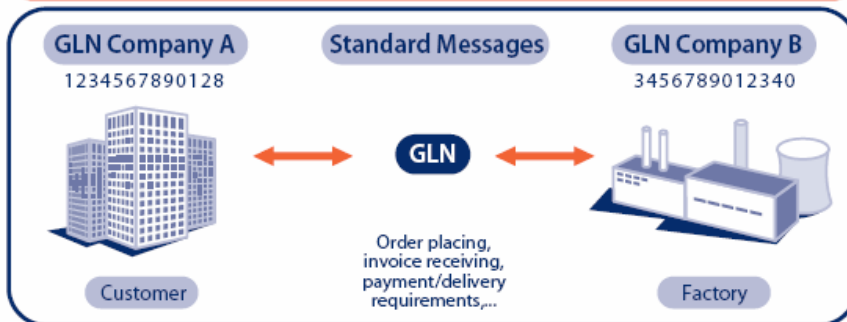 GLN Company A
Standard Messages
GLN Company B
1234567890128
3456789012340
GLN
Order placing,
invoice receiving,
payment/delivery
requirements,...
Customer
Factory